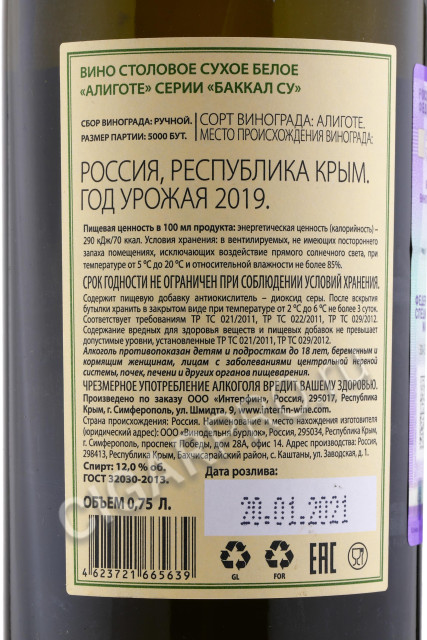 ВИНО СТОЛОВОЕ СУХОЕ БЕЛОЕ
«АЛИГОТЕ» СЕРИИ «БАККАЛ СУ»
СБОР ВИНОГРАДА: РУЧНОЙ.
РАЗМЕР ПАРТИИ: 5000 БУТ.
СОРТ ВИНОГРАДА: АЛИГОТЕ.
МЕСТО ПРОИСХОЖДЕНИЯ ВИНОГРАДА:
РОССИЯ, РЕСПУБЛИКА КРЫМ.
ГОД УРОЖАЯ 2019.
Пищевая ценность в 100 мл продукта: энергетическая ценность (калорийность) –
290 кДж/70 ккал. Условия хранения: в вентилируемых, не имеющих постороннего
запаха помещениях, исключающих воздействие прямого солнечного света, при
температуре от 5 °С до 20 °С и относительной влажности не более 85%.
СРОК ГОДНОСТИ НЕ ОГРАНИЧЕН ПРИ СОБЛЮДЕНИИ УСЛОВИЙ ХРАНЕНИЯ.
Содержит пищевую добавку антиокислитель – диоксид серы. После вскрытия
бутылки хранить в закрытом виде при температуре от 2 °С до 6 °С не более 3 суток.
Соответствует требованиям ТР ТС 021/2011, ТР ТС 022/2011, ТР ТС 029/2012.
Содержание вредных для здоровья веществ и пищевых добавок не превышает
допустимые уровни, установленные ТР ТС 021/2011, ТР ТС 029/2012.
Алкоголь противопоказан детям и подросткам до 18 лет, беременным и
кормящим женщинам, лицам с заболеваниями центральной нервной
системы, почек, печени и других органов пищеварения.
ЧРЕЗМЕРНОЕ УПОТРЕБЛЕНИЕ АЛКОГОЛЯ ВРЕДИТ ВАШЕМУ ЗДОРОВЬЮ.
Произведено по заказу ООО «Интерфин», Россия, 295017, Республика Крым,
г. Симферополь, ул. Шмидта, 9, www.interfin-wine.com
Страна происхождения: Россия. Наименование и место нахождения изготовителя
(юридический адрес): ООО «Винодельня Бурлюк», Россия, 295034, Республика Крым,
г. Симферополь, проспект Победы, дом 28А, офис 14. Адрес производства: Россия,
298413, Республика Крым, Бахчисарайский район, с. Каштаны, ул. Заводская, д. 1.
Спирт: 12,0 % об.
ГОСТ 32030-2013.
Дата розлива:
ОБЪЕМ 0,75 Л.
20.01.2021
4 623721 665639
GL
FOR
EAC